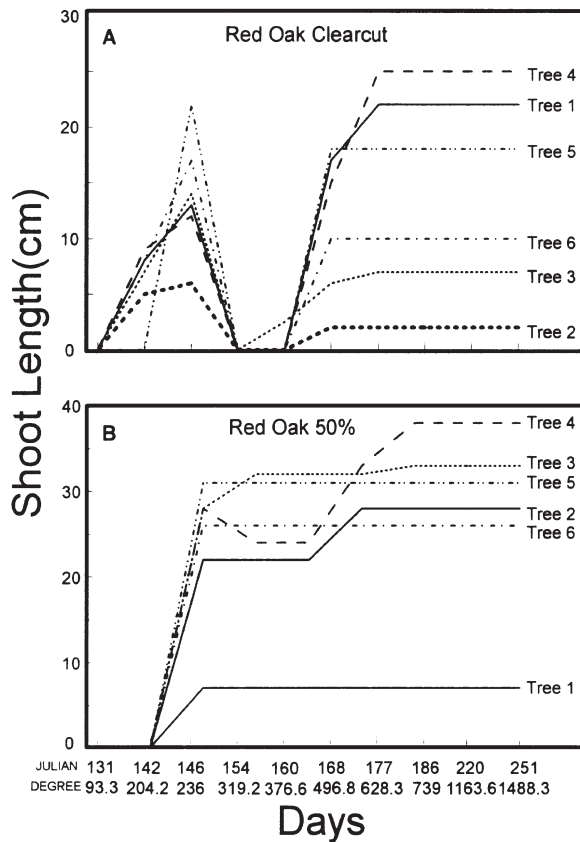 30
A
Red Oak Clearcut
Tree 4
Tree 1
20
Tree 5
10
Tree 6
Tree 3
Tree 2
0
Shoot Length(cm)
40
B
Red Oak 50%
Tree 4
Tree 3
30
Tree 5
Tree 2
Tree 6
20
10
Tree 1
0
JULIAN 131 142 146 154 160 168 177 186 220 251
DEGREE 93.3 204.2 236 319.2 376.6 496.8 628.3 739 1163.6 1488.3
Days